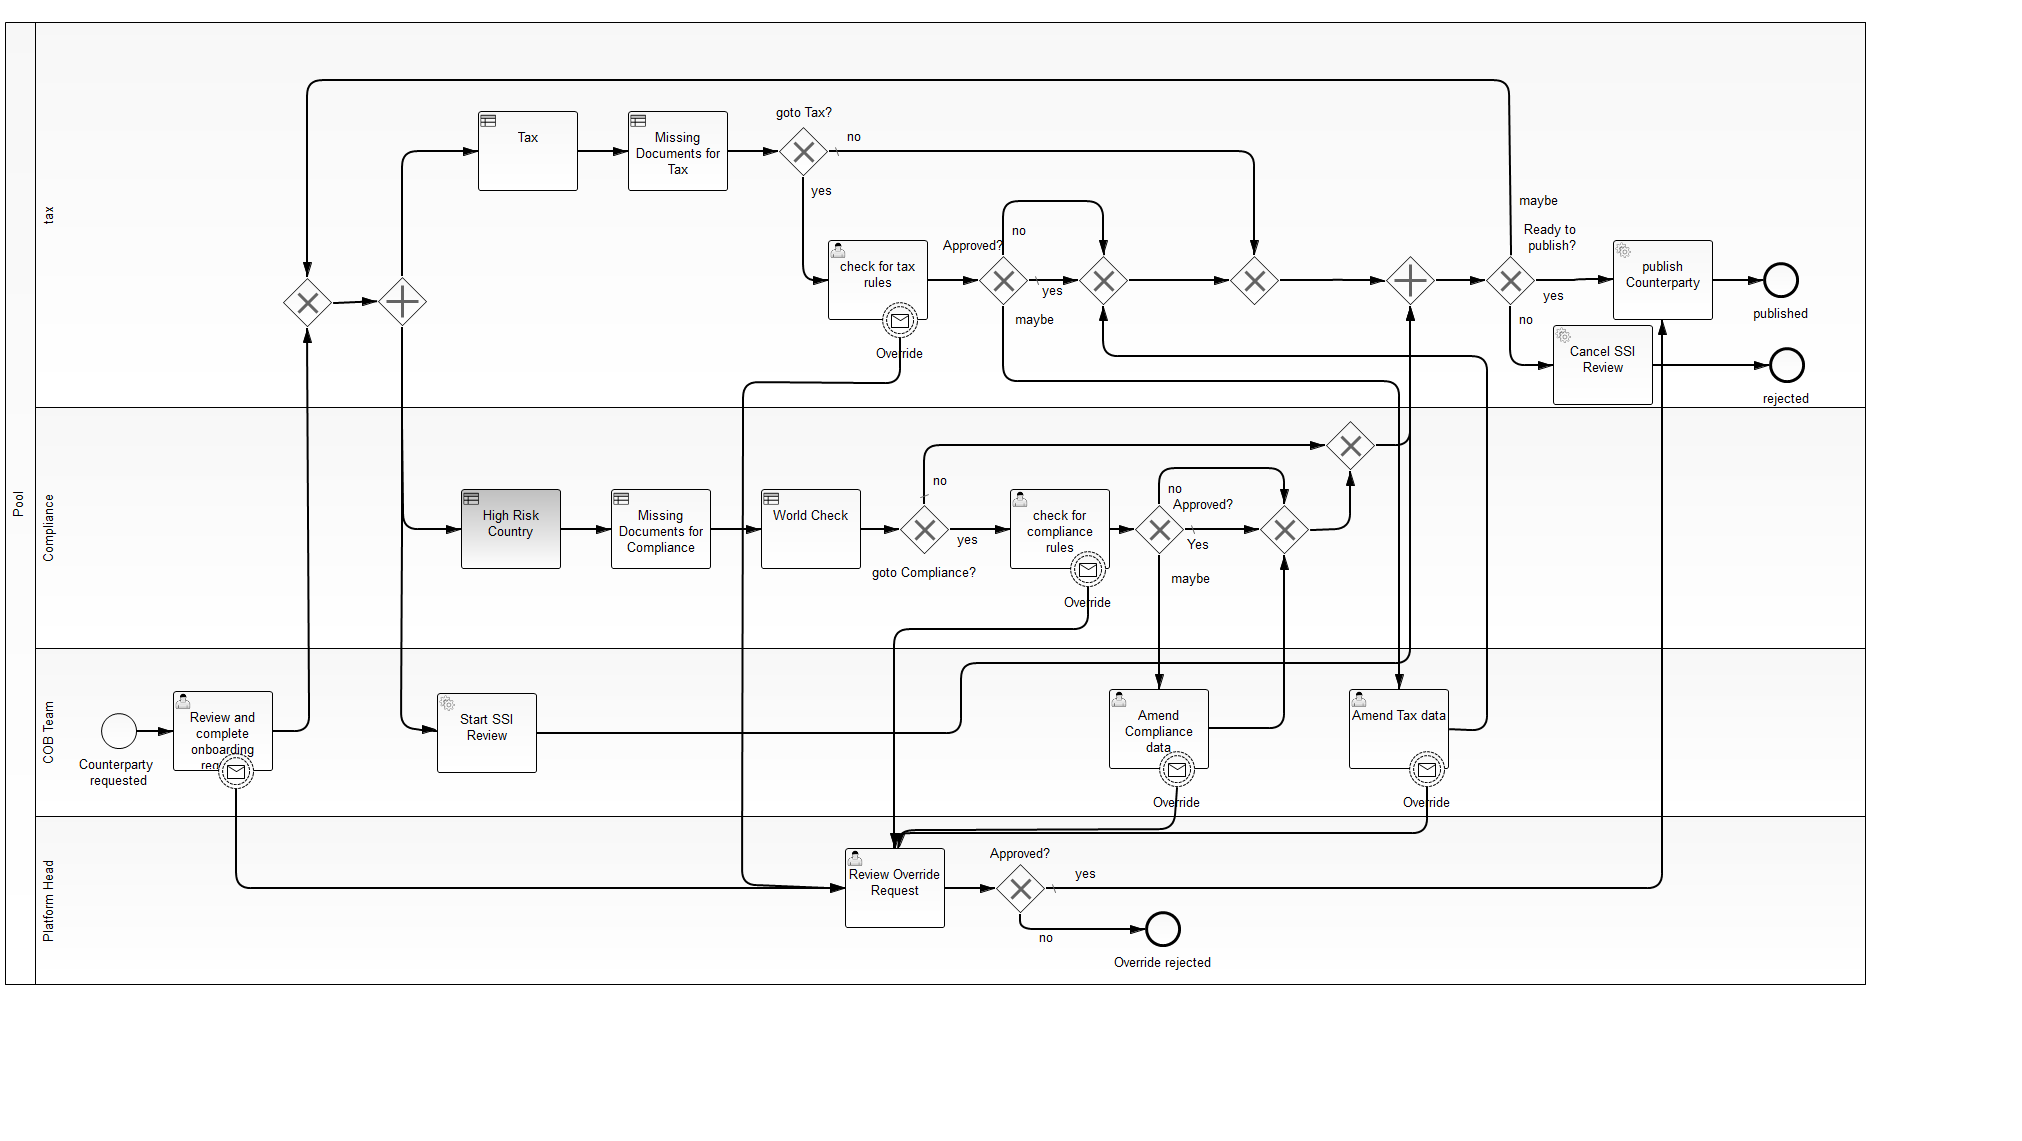 Pool
tax
Tax
Missing
Documents for
Tax
goto Tax?
no
yes
check for tax
rules
Override
Approved?
no
yes
maybe
maybe
Ready to
publish?
yes
no
publish
Counterparty
published
Cancel SSI
Review
rejected
Compliance
High Risk
Country
Missing
Documents for
Compliance
World Check
no
yes
goto Compliance?
check for
compliance
rules
Override
no
Approved?
Yes
maybe
COB Team
Counterparty
requested
Review and
complete
onboarding
Start SSI
Review
Amend
Compliance
data
Override
Amend Tax data
Override
Platform Head
Review Override
Request
Approved?
yes
no
Override rejected